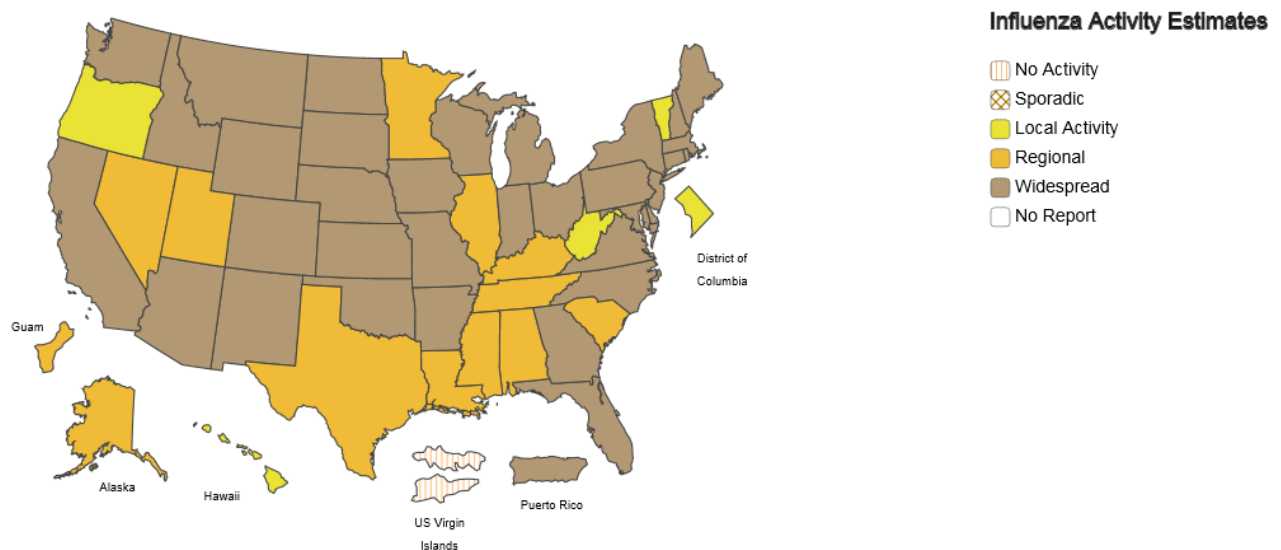 Influenza Activity Estimates
No Activity
Sporadic
Local Activity
Regional
Widespread
No Report
District of
Columbia
Guam
Alaska
Hawaii
US Virgin
Islands
Puerto Rico